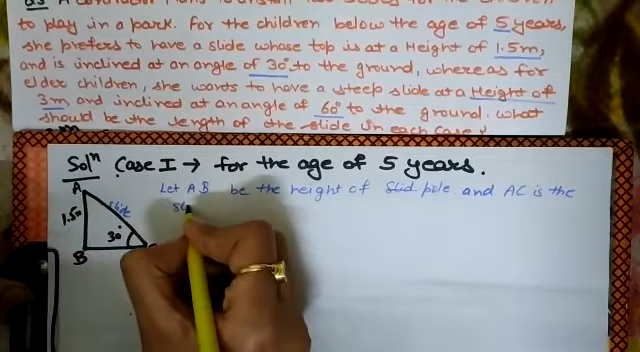 to play in a park. for the children below the age of 5 years,
she prefers to have a slide whose top is at a Height of 1.5m,
and is inclined at an angle of 30° to the ground, whereas for
elder children, she wants to have a steep slide at a Height of
3m, and inclined at an angle of 60° to the ground. what
should be the length of the slide in each case
Solⁿ Case I → for the age of 5 years.
Let AB be the height of slid pole and AC is the
A
1.5
slide
30°
B